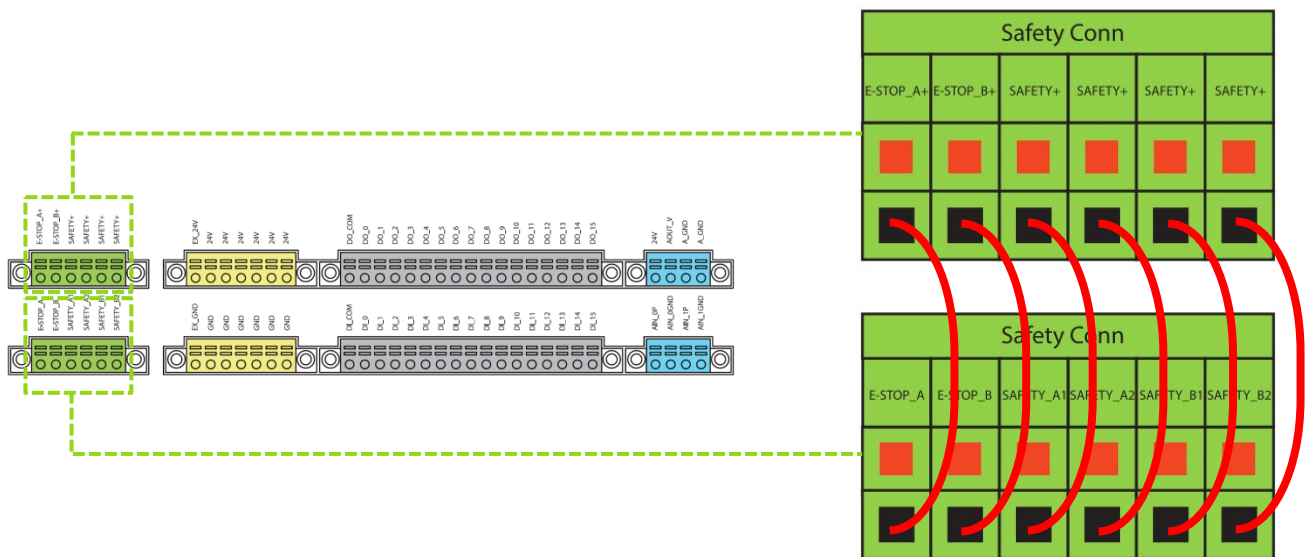 Safety Conn
E-STOP_A+ E-STOP_B+ SAFETY+ SAFETY+ SAFETY+ SAFETY+
E-STOP_A+
E-STOP_B+
SAFETY+
SAFETY+
SAFETY+
SAFETY+
EX_24V
24V
24V
24V
24V
24V
24V
DO_COM
DO_0
DO_1
DO_2
DO_3
DO_4
DO_5
DO_6
DO_7
DO_8
DO_9
DO_10
DO_11
DO_12
DO_13
DO_14
DO_15
24V
AOUT_V
A_GND
A_GND
E-STOP_A
E-STOP_B
SAFETY_A1
SAFETY_A2
SAFETY_B1
SAFETY_B2
EX_GND
GND
GND
GND
GND
GND
GND
DI_COM
DI_0
DI_1
DI_2
DI_3
DI_4
DI_5
DI_6
DI_7
DI_8
DI_9
DI_10
DI_11
DI_12
DI_13
DI_14
DI_15
AIN_0P
AIN_0GND
AIN_1P
AIN_1GND
Safety Conn
E-STOP_A E-STOP_B SAFETY_A1 SAFETY_A2 SAFETY_B1 SAFETY_B2